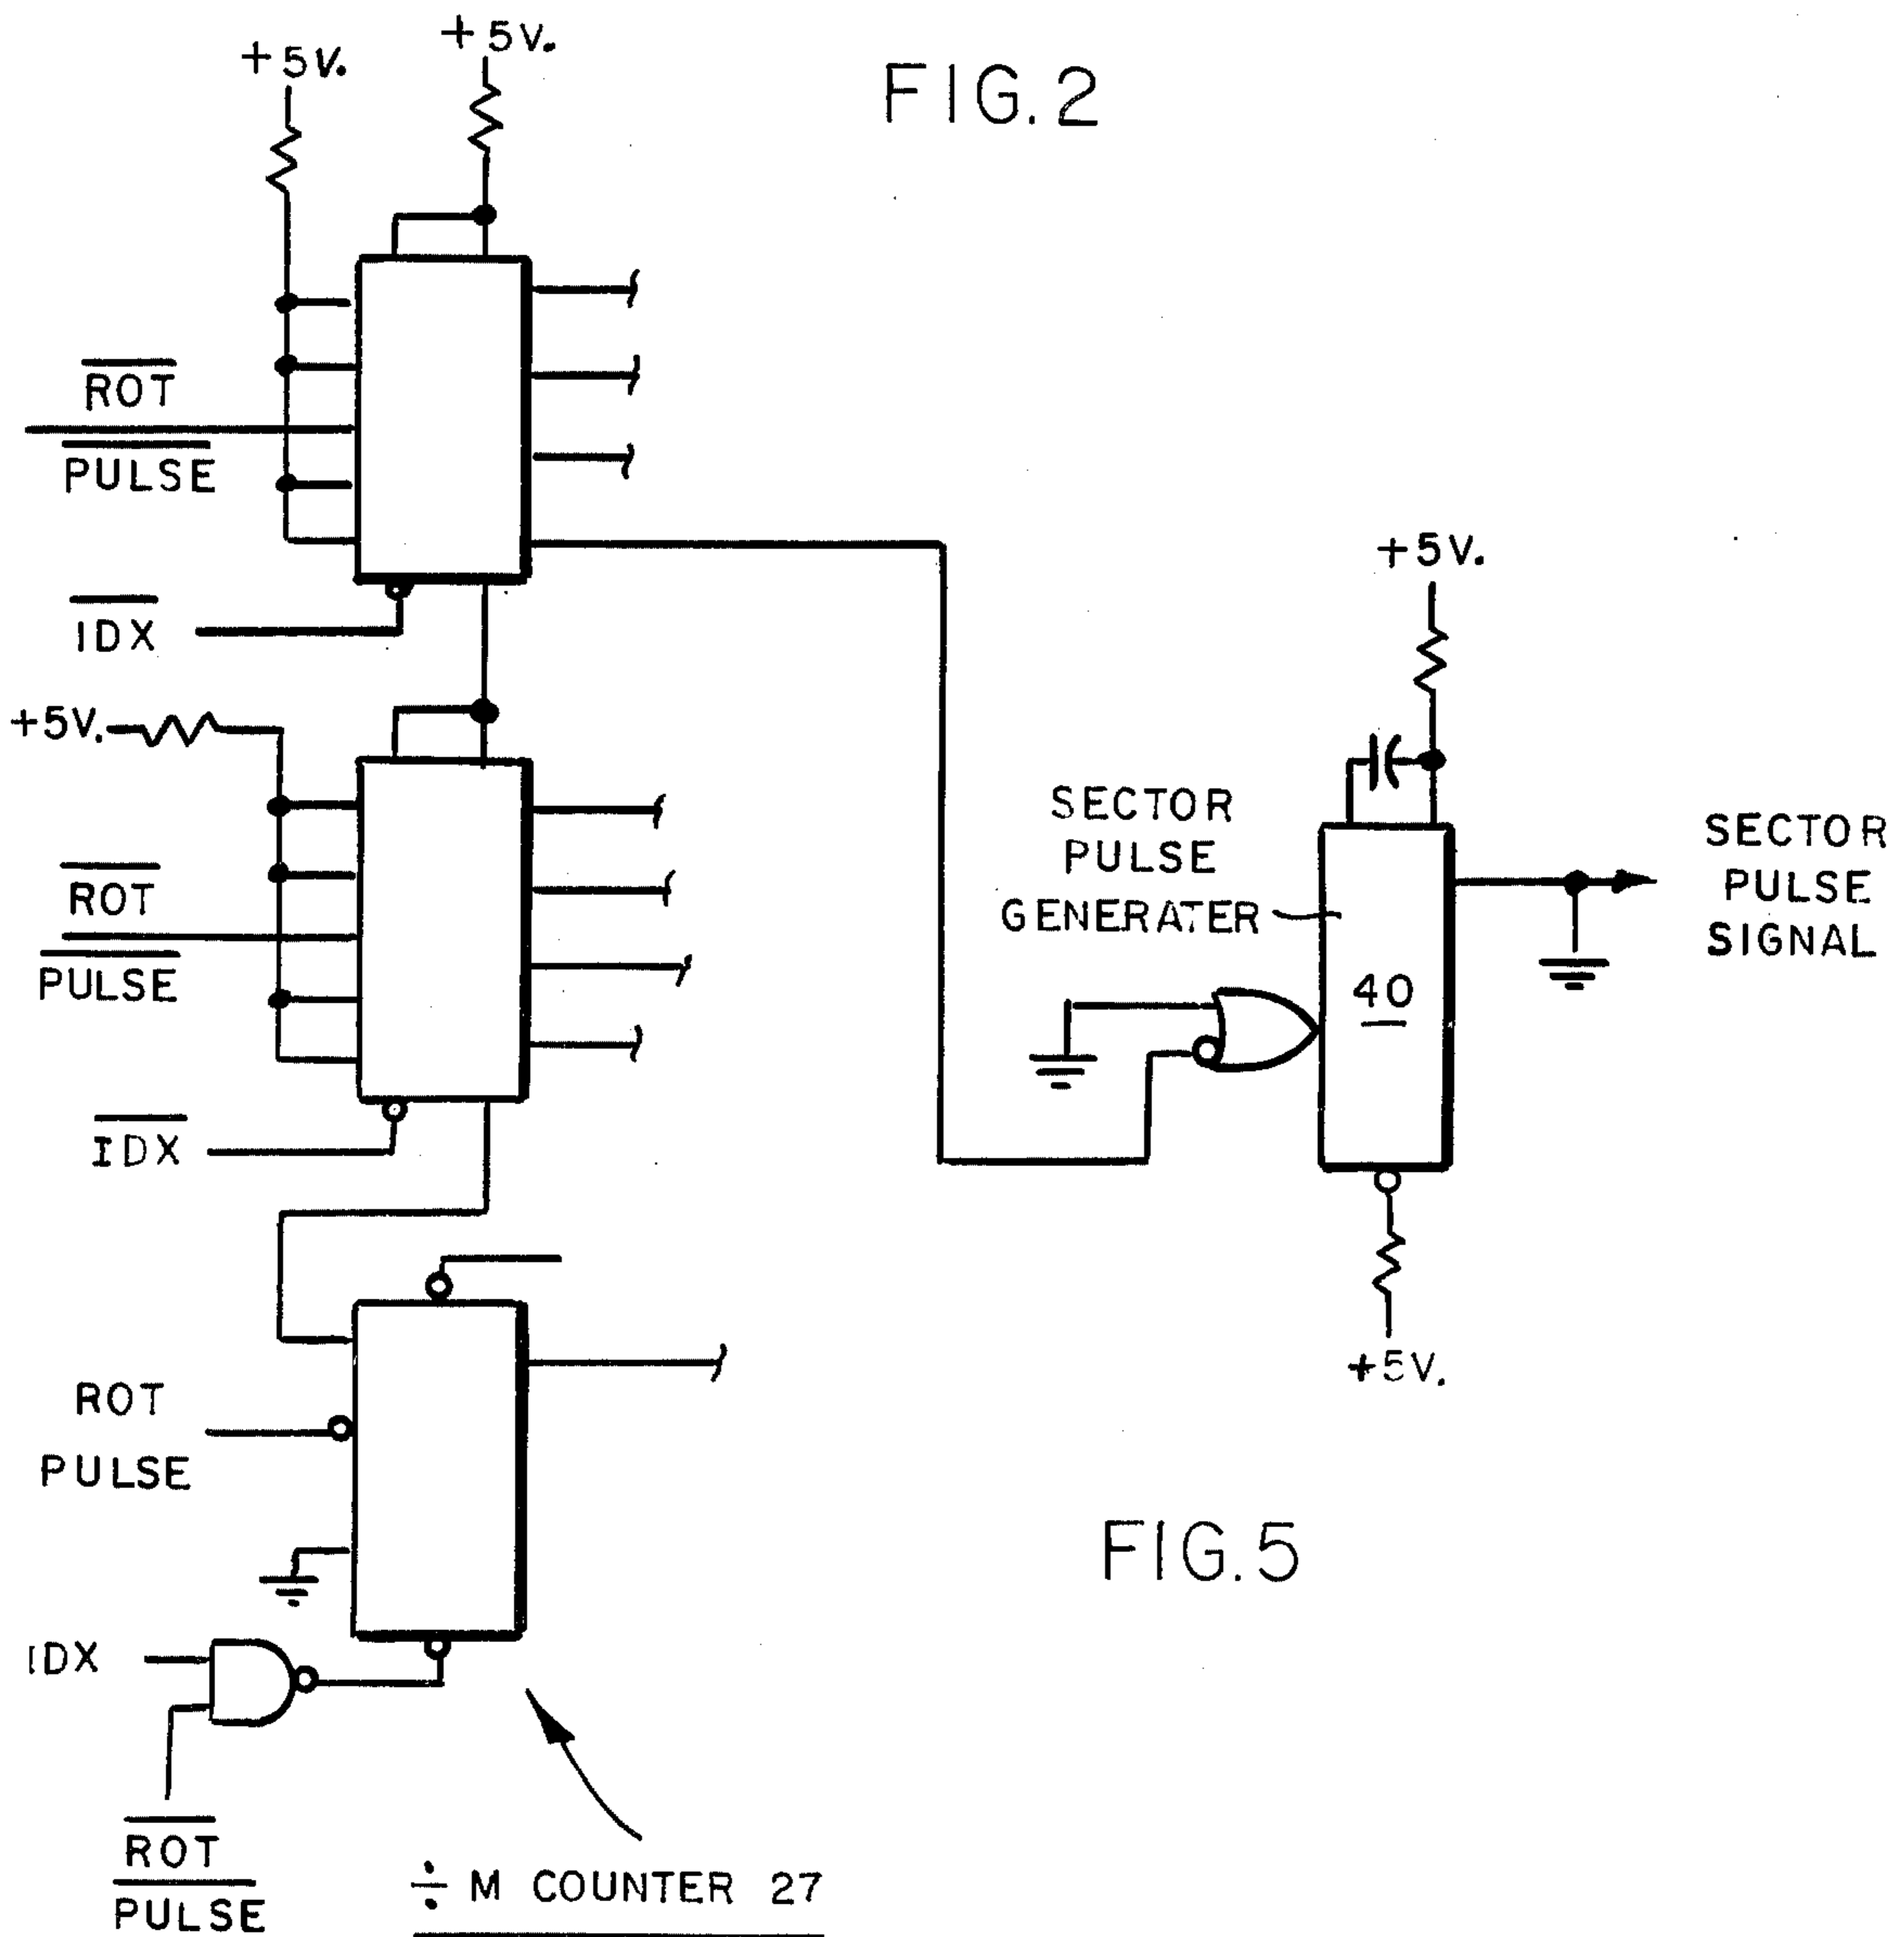 +5V.
+5V.
FIG.2
ROT
PULSE
IDX
+5V.
+5V.
SECTOR
PULSE
GENERATER
SECTOR
PULSE
SIGNAL
40
ROT
PULSE
IDX
+5V.
ROT
PULSE
FIG.5
IDX
ROT
PULSE
÷ M COUNTER 27